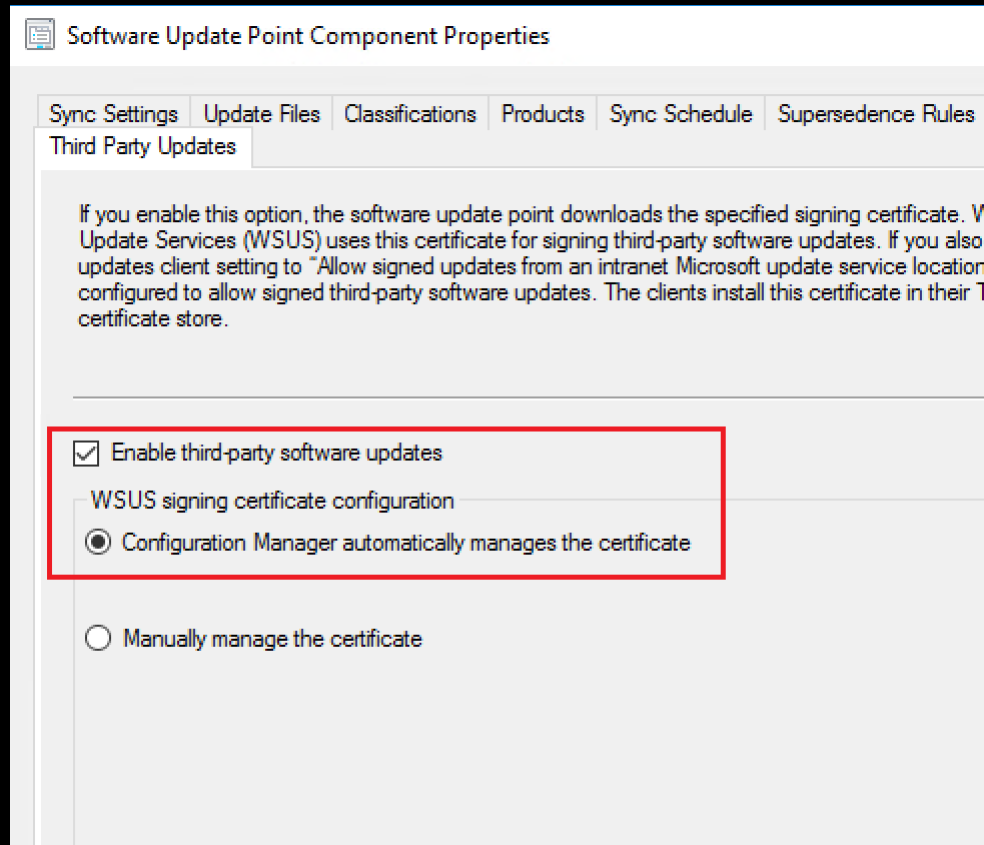 Software Update Point Component Properties
Sync Settings Update Files Classifications Products Sync Schedule Supersedence Rules
Third Party Updates
If you enable this option, the software update point downloads the specified signing certificate.
Update Services (WSUS) uses this certificate for signing third-party software updates. If you also
updates client setting to “Allow signed updates from an intranet Microsoft update service location
configured to allow signed third-party software updates. The clients install this certificate in their
certificate store.
Enable third-party software updates
WSUS signing certificate configuration
Configuration Manager automatically manages the certificate
Manually manage the certificate